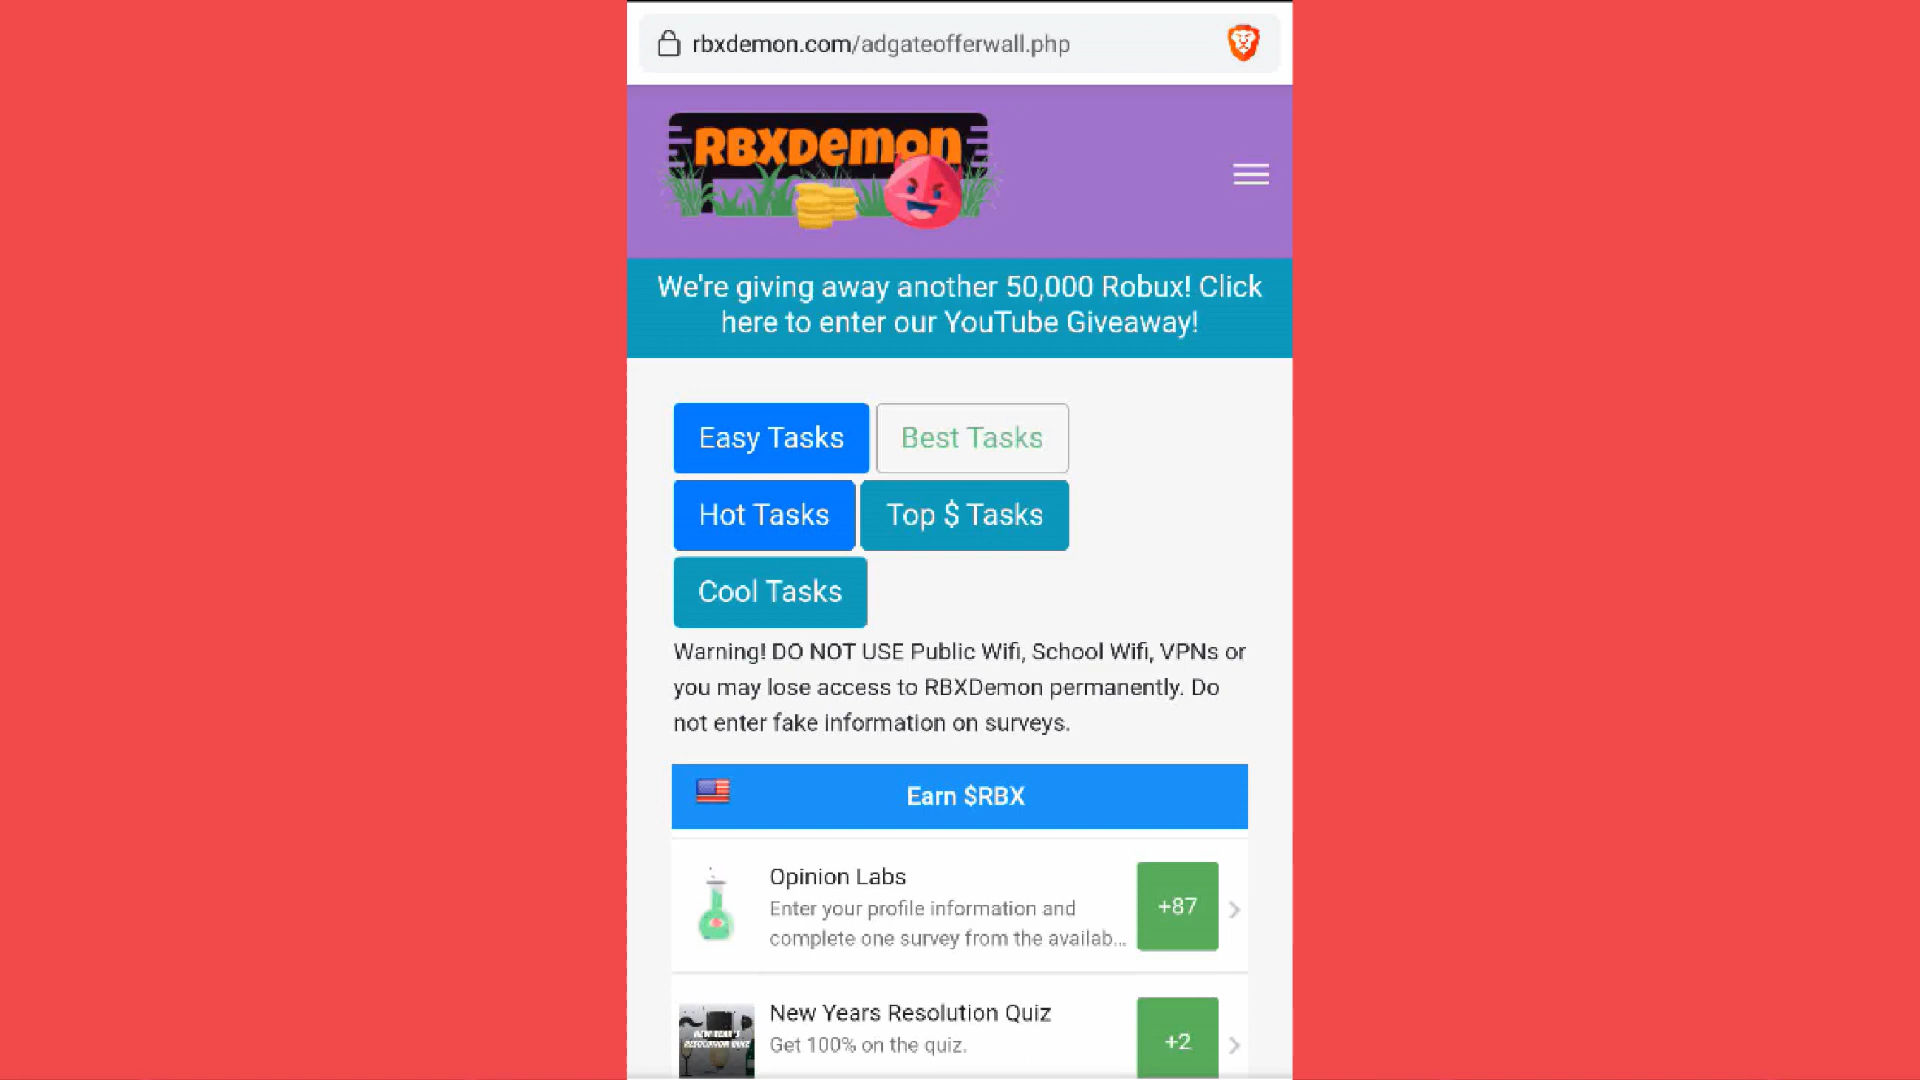 rbxdemon.com/adgateofferwall.php
RBXDemon
We're giving away another 50,000 Robux! Click
here to enter our YouTube Giveaway!
Easy Tasks
Best Tasks
Hot Tasks
Top $ Tasks
Cool Tasks
Warning! DO NOT USE Public Wifi, School Wifi, VPNs or
you may lose access to RBXDemon permanently. Do
not enter fake information on surveys.
Earn $RBX
Opinion Labs
Enter your profile information and
complete one survey from the availab...
+87
NEW YEAR'S
RESOLUTION QUIZ
New Years Resolution Quiz
Get 100% on the quiz.
+2